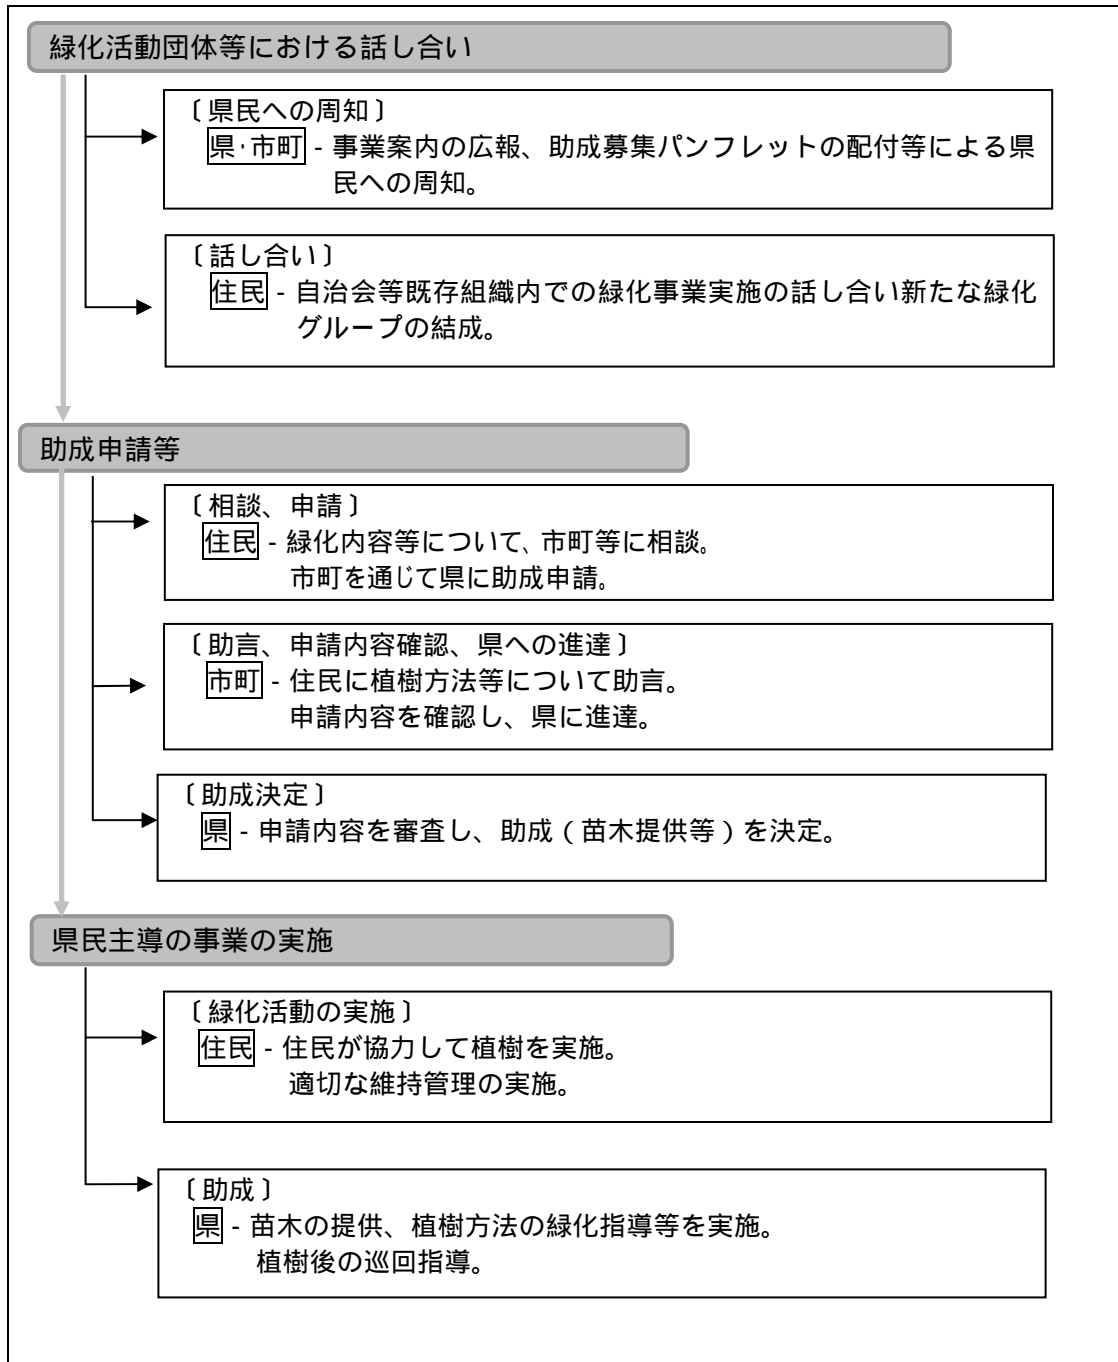 緑化活動団体等における話し合い
〔県民への周知〕
県・市町 - 事業案内の広報、助成募集パンフレットの配付等による県
民への周知。
〔話し合い〕
住民 - 自治会等既存組織内での緑化事業実施の話し合い新たな緑化
グループの結成。
助成申請等
〔相談、申請〕
住民 - 緑化内容等について、市町等に相談。
市町を通じて県に助成申請。
〔助言、申請内容確認、県への進達〕
市町 - 住民に植樹方法等について助言。
申請内容を確認し、県に進達。
〔助成決定〕
県 - 申請内容を審査し、助成（苗木提供等）を決定。
県民主導の事業の実施
〔緑化活動の実施〕
住民 - 住民が協力して植樹を実施。
適切な維持管理の実施。
〔助成〕
県 - 苗木の提供、植樹方法の緑化指導等を実施。
植樹後の巡回指導。